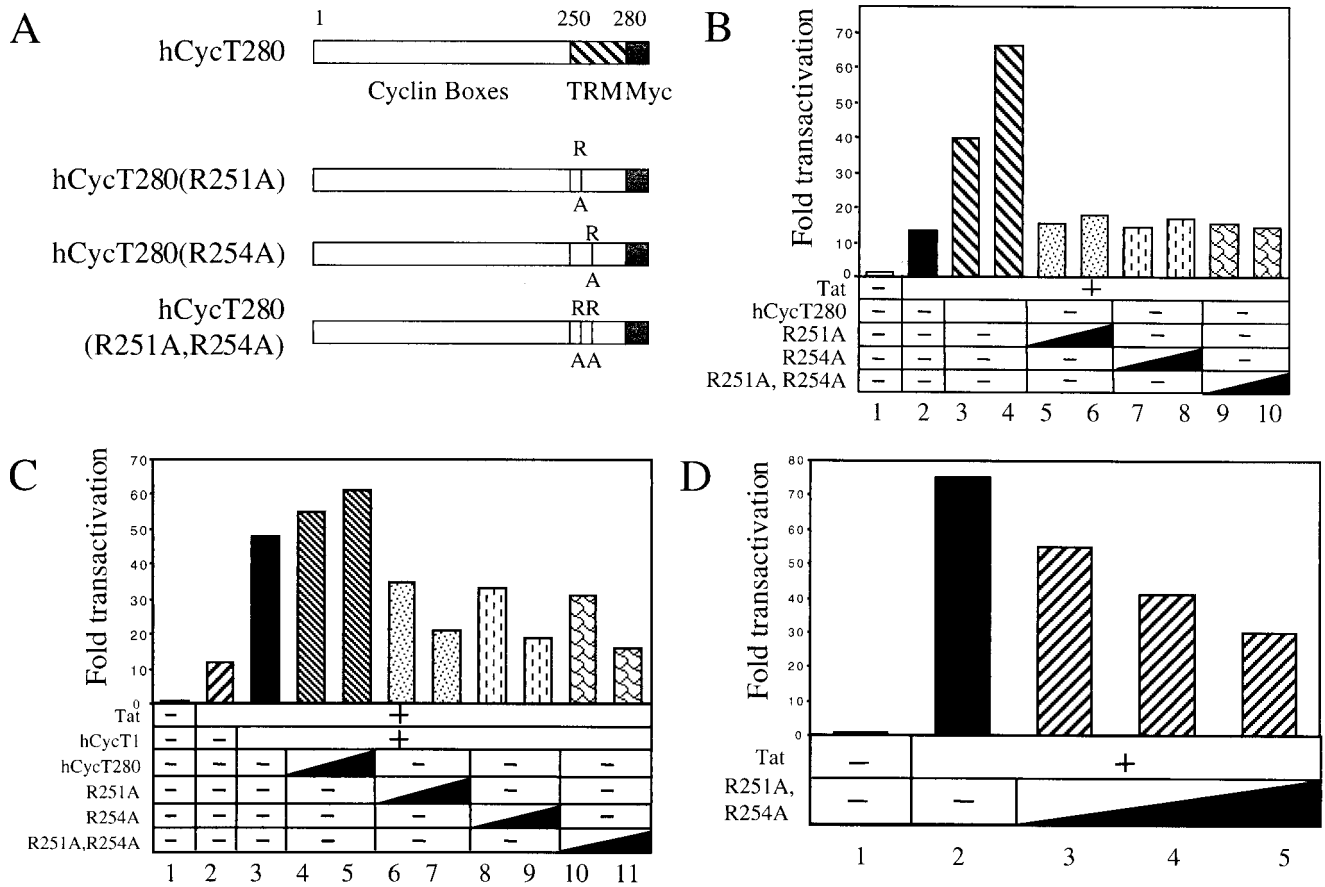 A
1 250 280
hCycT280
Cyclin Boxes TRM Myc
R
hCycT280(R251A)
A
R
hCycT280(R254A)
A
hCycT280 RR
(R251A,R254A)
AA
B
Fold transactivation
70
60
50
40
30
20
10
0
Tat − +
hCycT280 − − − − −
R251A − − − − −
R254A − − − − −
R251A, R254A − − − − −
1 2 3 4 5 6 7 8 9 10
C
Fold transactivation
70
60
50
40
30
20
10
0
Tat − +
hCycT1 − − +
hCycT280 − − − − − −
R251A − − − − − −
R254A − − − − − −
R251A,R254A − − − − − −
1 2 3 4 5 6 7 8 9 10 11
D
Fold transactivation
80
70
60
50
40
30
20
10
0
Tat − +
R251A,
R254A − −
1 2 3 4 5